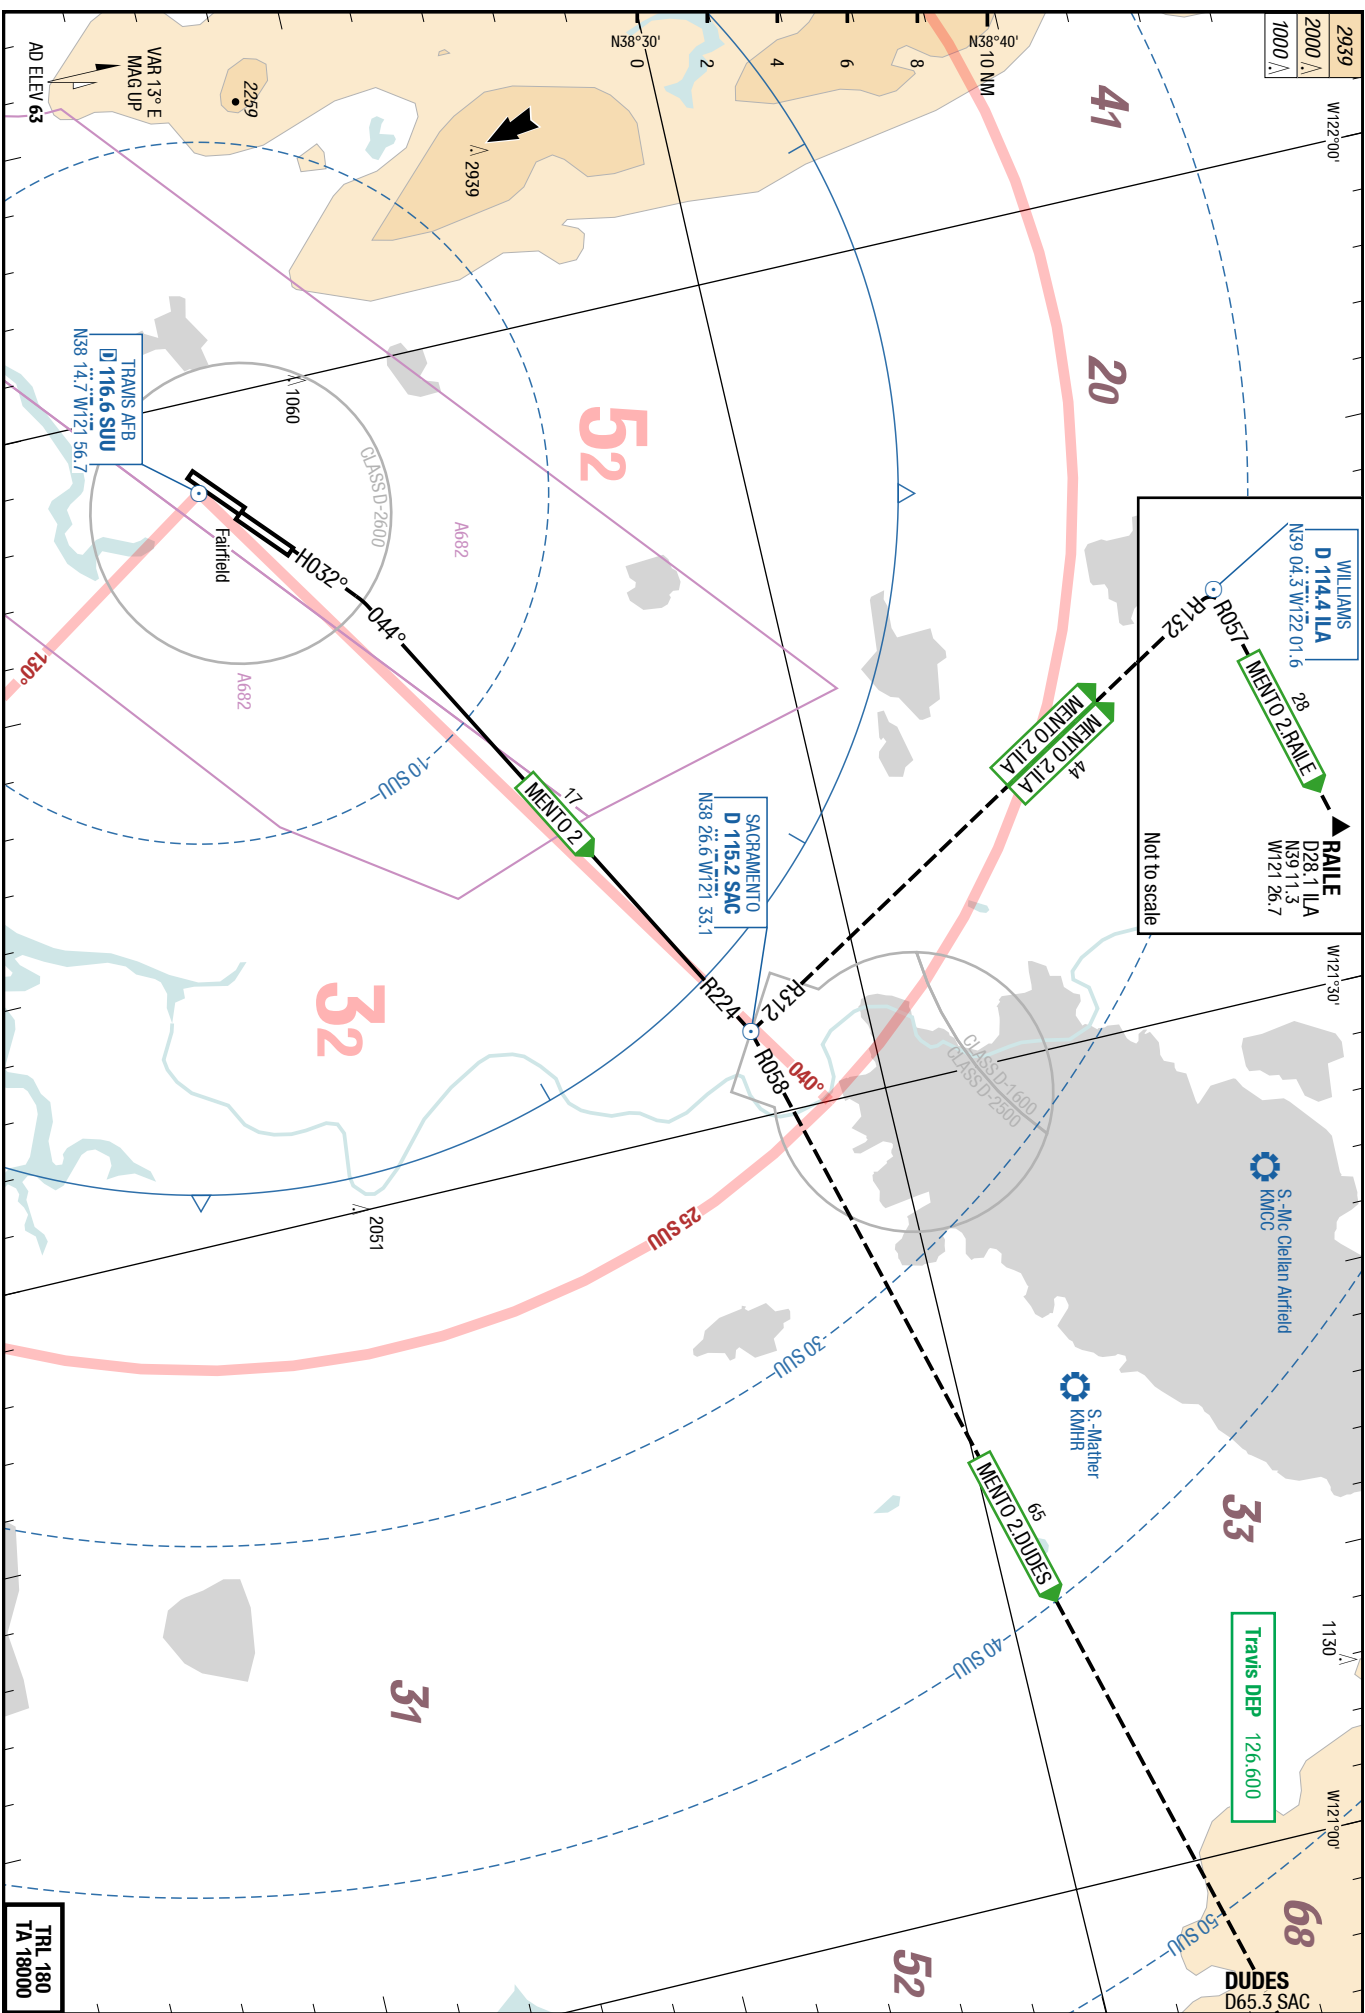 2939
2000
1000
N38°30'
0
2
4
6
8
10 NM
N38°40'
W122°00'
W121°30'
W121°00'
AD ELEV 63
VAR 13° E
MAG UP
2259
2939
41
20
52
32
33
31
68
52
TRAVIS AFB
D 116.6 SUU
N38 14.7 W121 56.7
1060
CLASS D-2600
Fairfield
A682
A682
H032°
044°
130°
10 SUU
17
MENTO 2
SACRAMENTO
D 115.2 SAC
N38 26.6 W121 33.1
R224
R312
R058
040°
25 SUU
30 SUU
40 SUU
50 SUU
2051
CLASS D-1600
CLASS D-2500
MENTO 2.ILA
MENTO 2.ILA
44
R132
WILLIAMS
D 114.4 ILA
N39 04.3 W122 01.6
R057
28
MENTO 2.RAILE
RAILE
D28.1 ILA
N39 11.3
W121 26.7
Not to scale
S.-Mc Clellan Airfield
KMCC
S.-Mather
KMHR
65
MENTO 2.DUDES
1130
Travis DEP 126.600
DUDES
D65.3 SAC
TRL 180
TA 18000